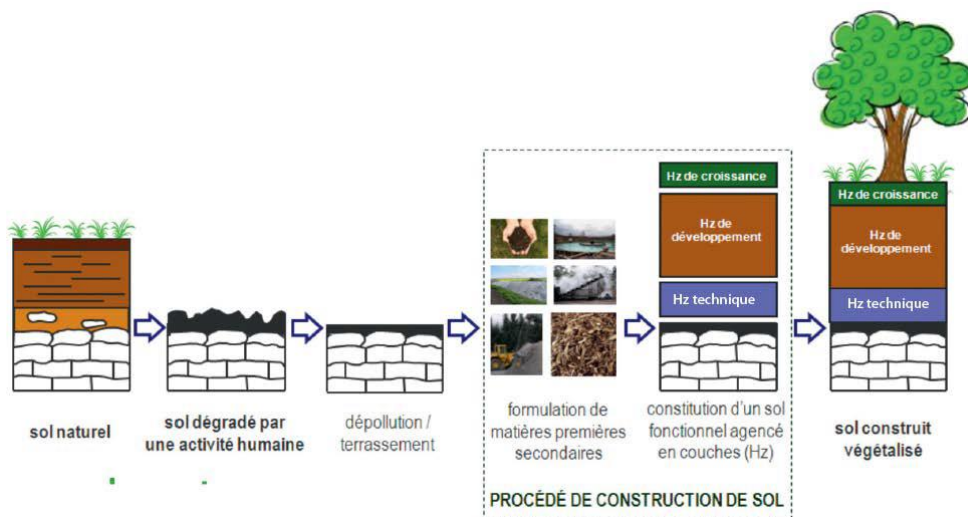 Hz de croissance
Hz de
développement
Hz technique
Hz de croissance
Hz de
développement
Hz technique
sol naturel
sol dégradé par
une activité humaine
dépollution /
terrassement
formulation de
matières premières
secondaires
constitution d'un sol
fonctionnel agencé
en couches (Hz)
sol construit
végétalisé
PROCÉDÉ DE CONSTRUCTION DE SOL